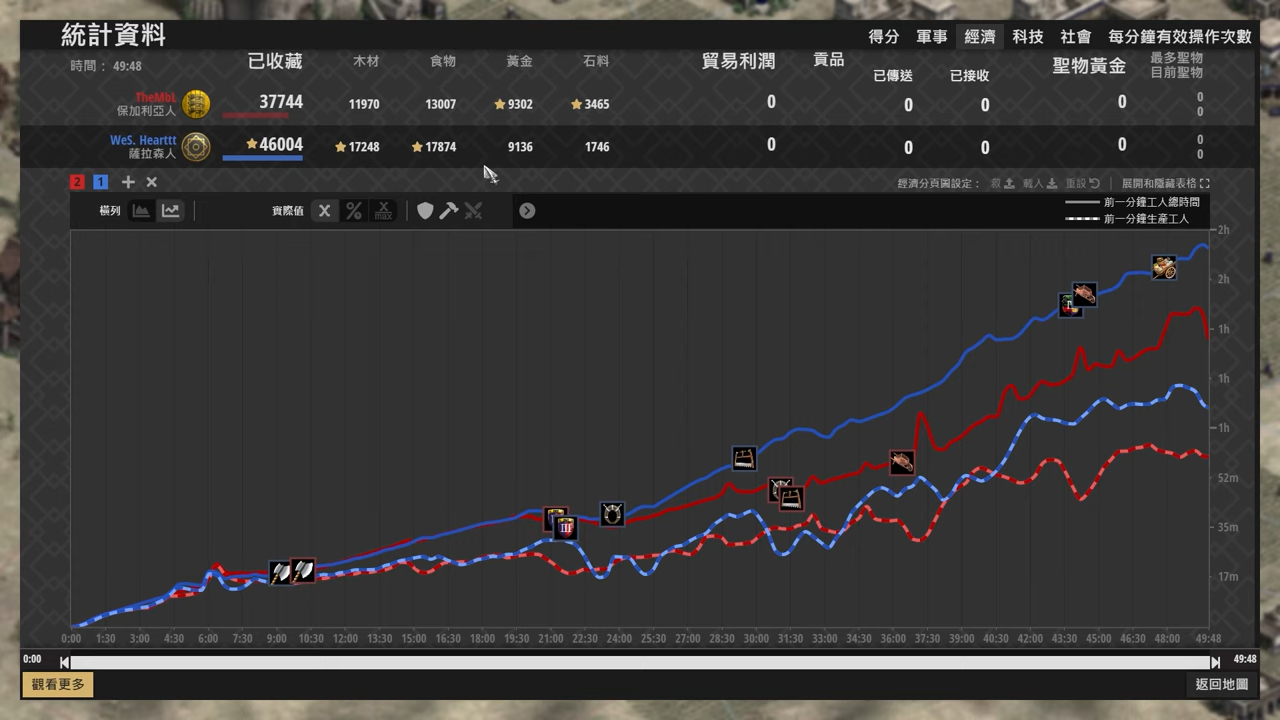 統計資料
得分 軍事 經濟 科技 社會 每分鐘有效操作次數
時間： 49:48
已收藏 木材 食物 黃金 石料 貿易利潤 貢品 已傳送 已接收 聖物黃金 最多聖物 目前聖物
TheMbL
保加利亞人
37744 11970 13007 9302 3465 0 0 0 0 0 0
WeS. Hearttt
薩拉森人
46004 17248 17874 9136 1746 0 0 0 0 0 0
2 1
經濟分頁圖設定： 載入 重設 展開和隱藏表格
橫列 實際值 X % X max
前一分鐘工人總時間
前一分鐘生產工人
2h
2h
1h
1h
1h
52m
35m
17m
III
0:00 1:30 3:00 4:30 6:00 7:30 9:00 10:30 12:00 13:30 15:00 16:30 18:00 19:30 21:00 22:30 24:00 25:30 27:00 28:30 30:00 31:30 33:00 34:30 36:00 37:30 39:00 40:30 42:00 43:30 45:00 46:30 48:00 49:48
0:00 49:48
觀看更多 返回地圖